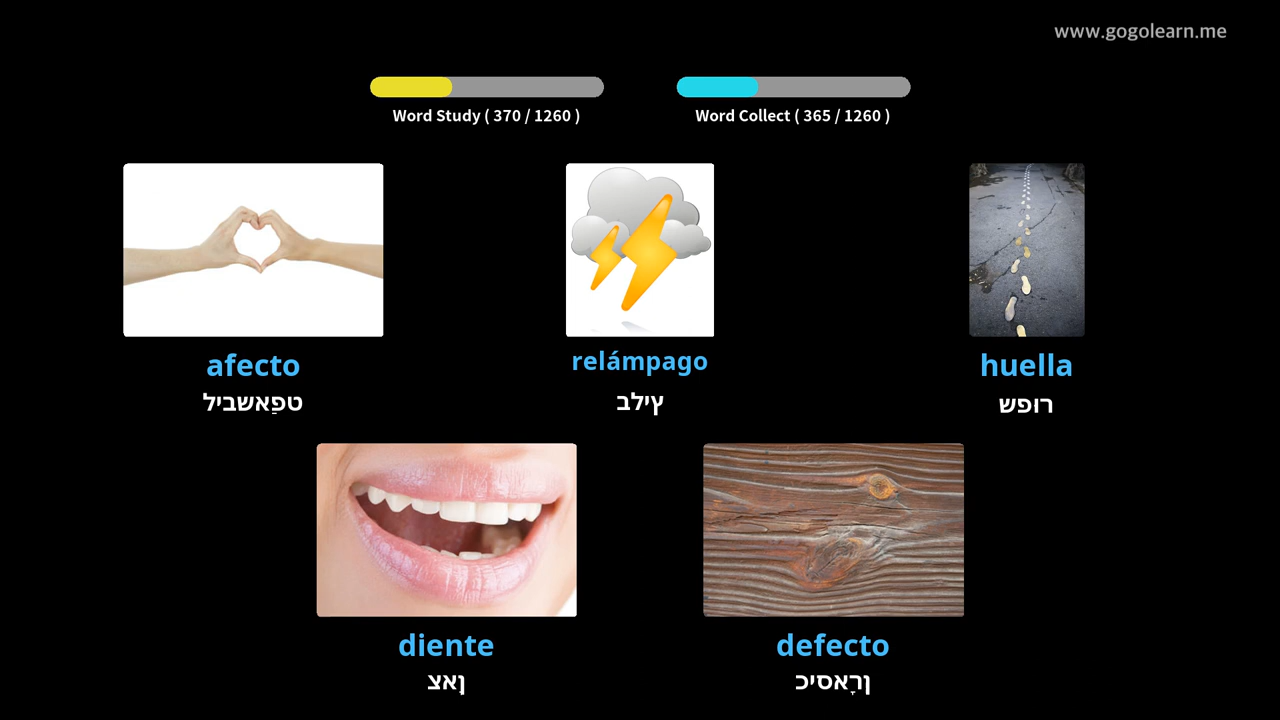 www.gogolearn.me
Word Study ( 370 / 1260 )
Word Collect ( 365 / 1260 )
afecto
טפַאשביל
relámpago
ץילב
huella
רופש
diente
ןָאצ
defecto
ןרָאסיכ